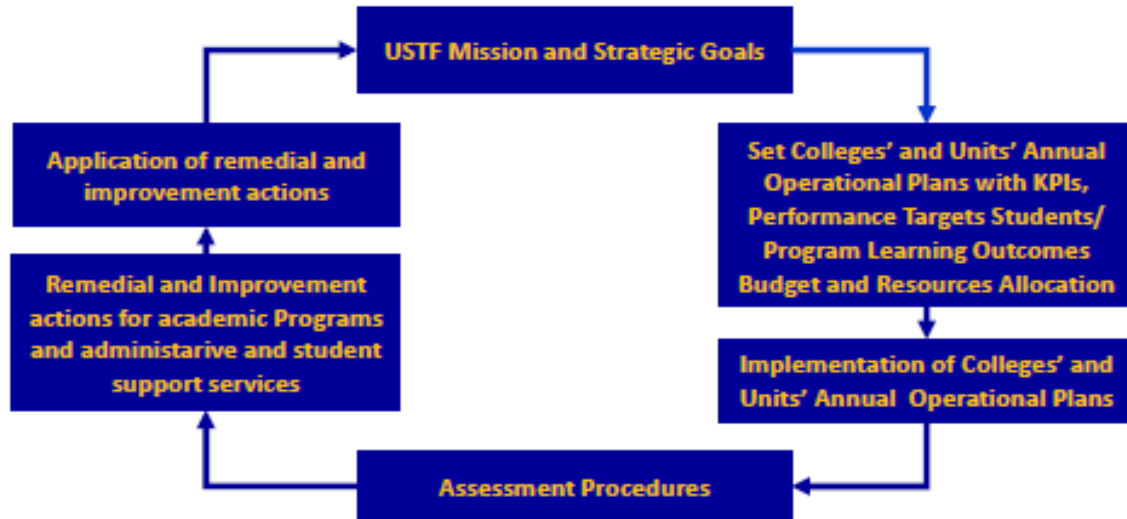 USTF Mission and Strategic Goals
Set Colleges’ and Units’ Annual
Operational Plans with KPIs,
Performance Targets Students/
Program Learning Outcomes
Budget and Resources Allocation
Implementation of Colleges’ and
Units’ Annual Operational Plans
Assessment Procedures
Remedial and Improvement
actions for academic Programs
and administarive and student
support services
Application of remedial and
improvement actions